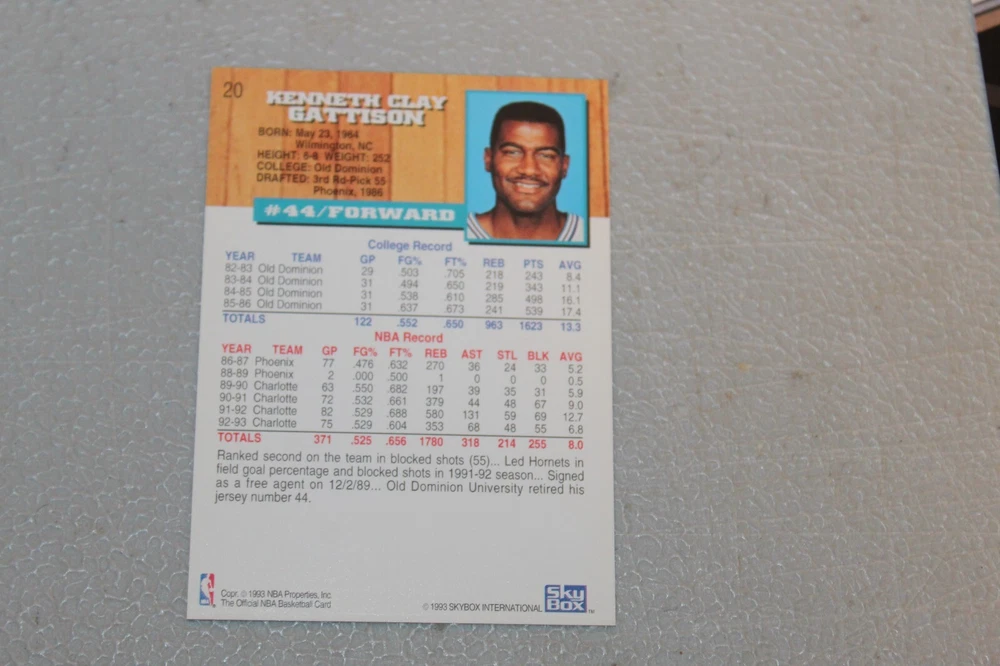 20
KENNETH CLAY
GATTISON
BORN: May 23, 1964
Wilmington, NC
HEIGHT: 6-8 WEIGHT: 252
COLLEGE: Old Dominion
DRAFTED: 3rd Rd-Pick 55
Phoenix, 1986
#44/FORWARD
College Record
YEAR TEAM GP FG% FT% REB PTS AVG
82-83 Old Dominion 29 .503 .705 218 243 8.4
83-84 Old Dominion 31 .494 .650 219 343 11.1
84-85 Old Dominion 31 .538 .610 285 498 16.1
85-86 Old Dominion 31 .637 .673 241 539 17.4
TOTALS 122 .552 .650 963 1623 13.3
NBA Record
YEAR TEAM GP FG% FT% REB AST STL BLK AVG
86-87 Phoenix 77 .476 .632 270 36 24 33 5.2
88-89 Phoenix 2 .000 .500 1 0 0 0 0.5
89-90 Charlotte 63 .550 .682 197 39 35 31 5.9
90-91 Charlotte 72 .532 .661 379 44 48 67 9.0
91-92 Charlotte 82 .529 .688 580 131 59 69 12.7
92-93 Charlotte 75 .529 .604 353 68 48 55 6.8
TOTALS 371 .525 .656 1780 318 214 255 8.0
Ranked second on the team in blocked shots (55)... Led Hornets in
field goal percentage and blocked shots in 1991-92 season... Signed
as a free agent on 12/2/89... Old Dominion University retired his
jersey number 44.
NBA
Copr. © 1993 NBA Properties, Inc.
The Official NBA Basketball Card
© 1993 SKYBOX INTERNATIONAL
SkyBox™